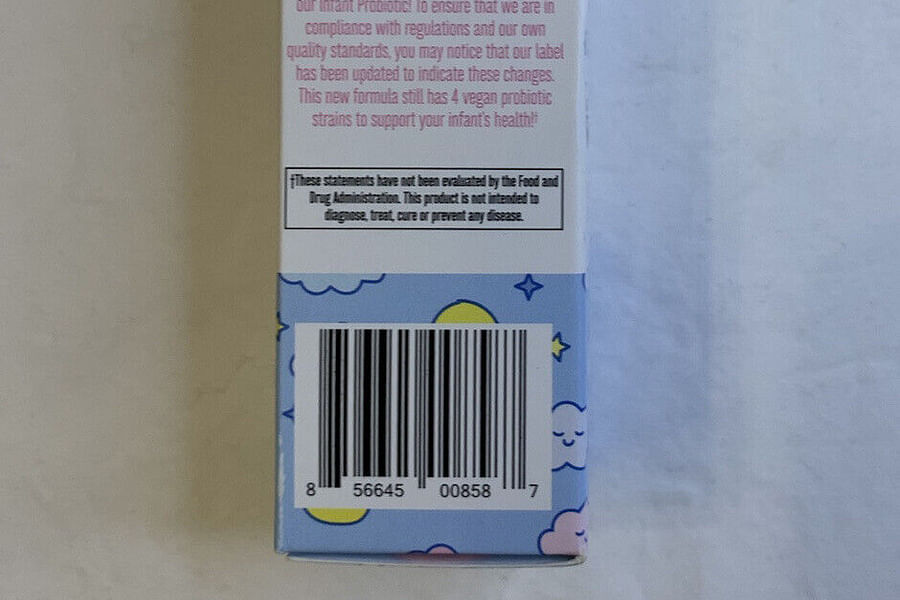 our Infant Probiotic! To ensure that we are in
compliance with regulations and our own
quality standards, you may notice that our label
has been updated to indicate these changes.
This new formula still has 4 vegan probiotic
strains to support your infant's health!†
†These statements have not been evaluated by the Food and
Drug Administration. This product is not intended to
diagnose, treat, cure or prevent any disease.
8 56645 00858 7